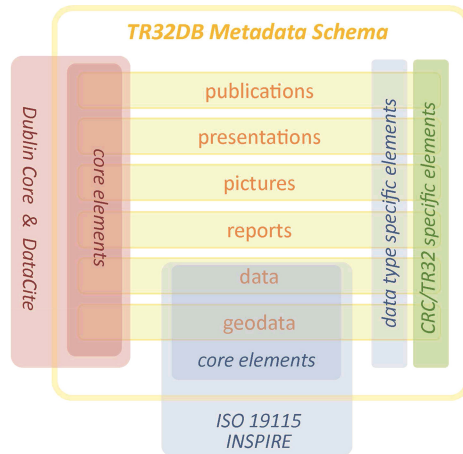 TR32DB Metadata Schema
Dublin Core & DataCite
core elements
publications
presentations
pictures
reports
data
geodata
core elements
ISO 19115
INSPIRE
data type specific elements
CRC/TR32 specific elements